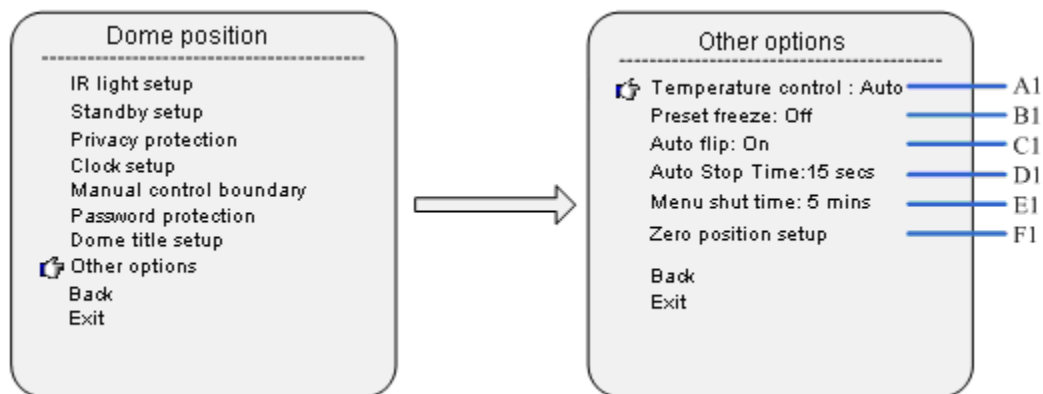 Dome position
IR light setup
Standby setup
Privacy protection
Clock setup
Manual control boundary
Password protection
Dome title setup
Other options
Back
Exit
Other options
Temperature control : Auto
Preset freeze: Off
Auto flip: On
Auto Stop Time:15 secs
Menu shut time: 5 mins
Zero position setup
Back
Exit
A1
B1
C1
D1
E1
F1